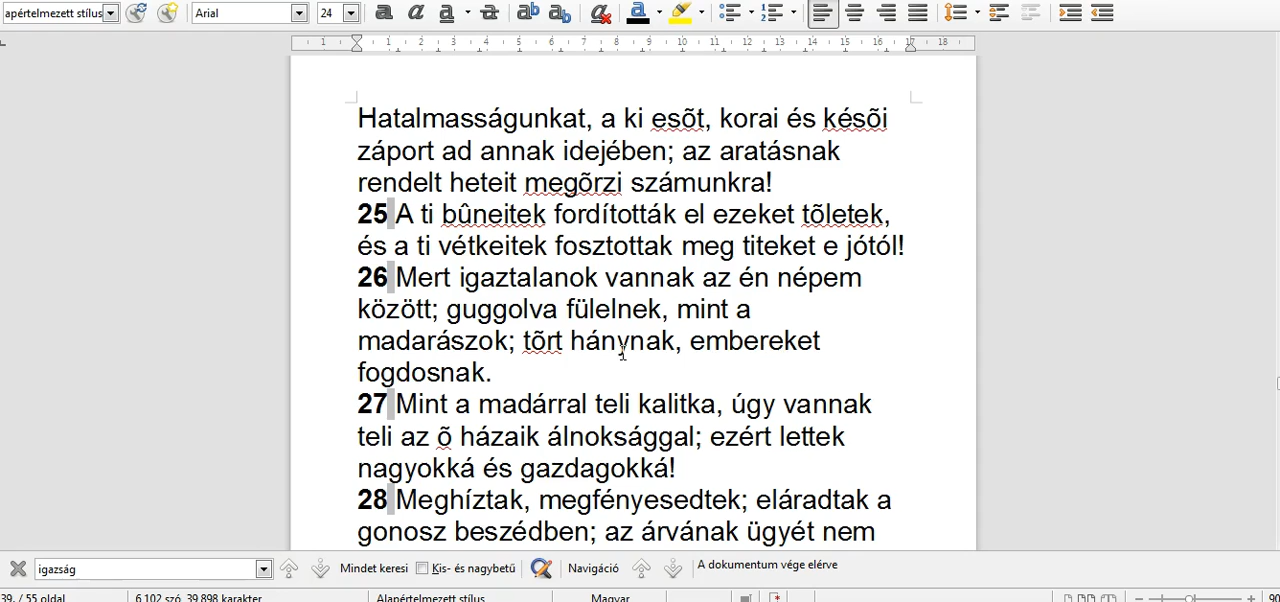 apértelmezett stílus Arial 24
1 1 2 3 4 5 6 7 8 9 10 11 12 13 14 15 16 17 18
Hatalmasságunkat, a ki esõt, korai és késõi
záport ad annak idejében; az aratásnak
rendelt heteit megõrzi számunkra!
25 A ti bûneitek fordították el ezeket tõletek,
és a ti vétkeitek fosztottak meg titeket e jótól!
26 Mert igaztalanok vannak az én népem
között; guggolva fülelnek, mint a
madarászok; tõrt hánynak, embereket
fogdosnak.
27 Mint a madárral teli kalitka, úgy vannak
teli az õ házaik álnoksággal; ezért lettek
nagyokká és gazdagokká!
28 Meghíztak, megfényesedtek; eláradtak a
gonosz beszédben; az árvának ügyét nem
igazság Mindet keresi Kis- és nagybetű Navigáció A dokumentum vége elérve
39. / 55 oldal 6 102 szó, 39 898 karakter Alapértelmezett stílus Magyar 90